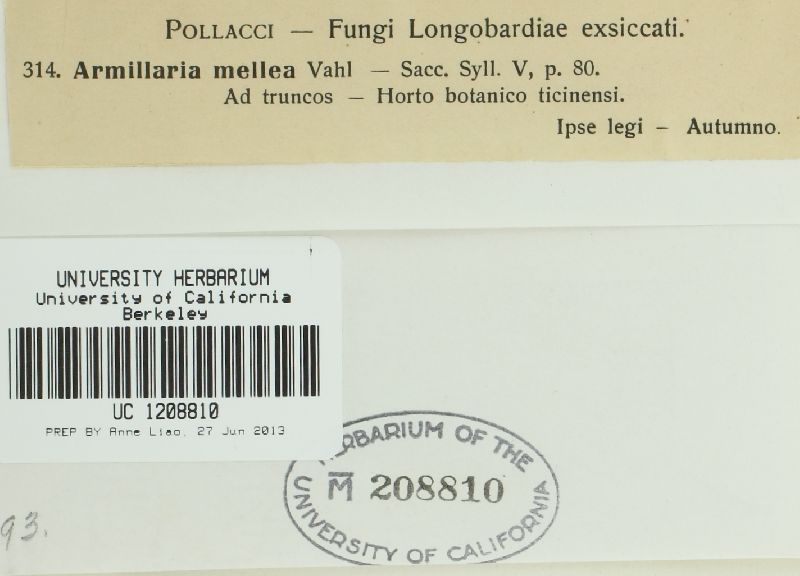 POLLACCI — Fungi Longobardiae exsiccati.
314. Armillaria mellea Vahl — Sacc. Syll. V, p. 80.
Ad truncos — Horto botanico ticinensi.
Ipse legi — Autumno.
UNIVERSITY HERBARIUM
University of California
Berkeley
UC 1208810
PREP BY Anne Liao, 27 Jun 2013
HERBARIUM OF THE
M̅ 208810
UNIVERSITY OF CALIFORNIA
93.